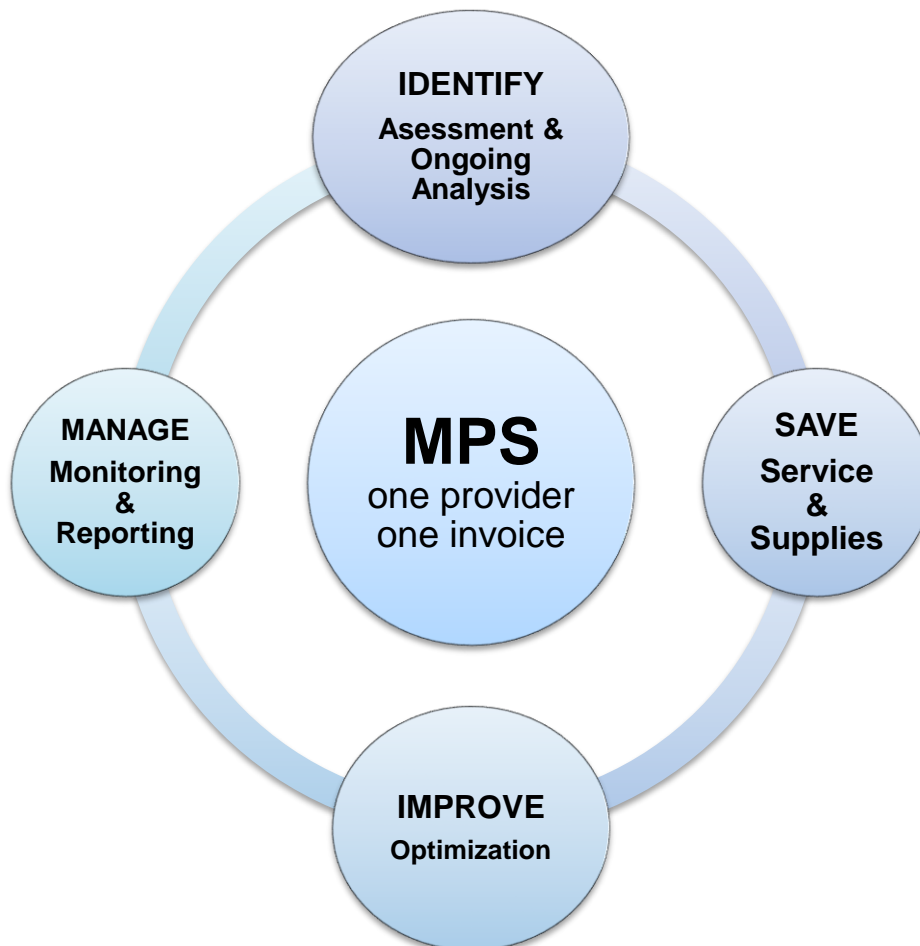 IDENTIFY
Asessment &
Ongoing
Analysis
MANAGE
Monitoring
&
Reporting
MPS
one provider
one invoice
SAVE
Service
&
Supplies
IMPROVE
Optimization